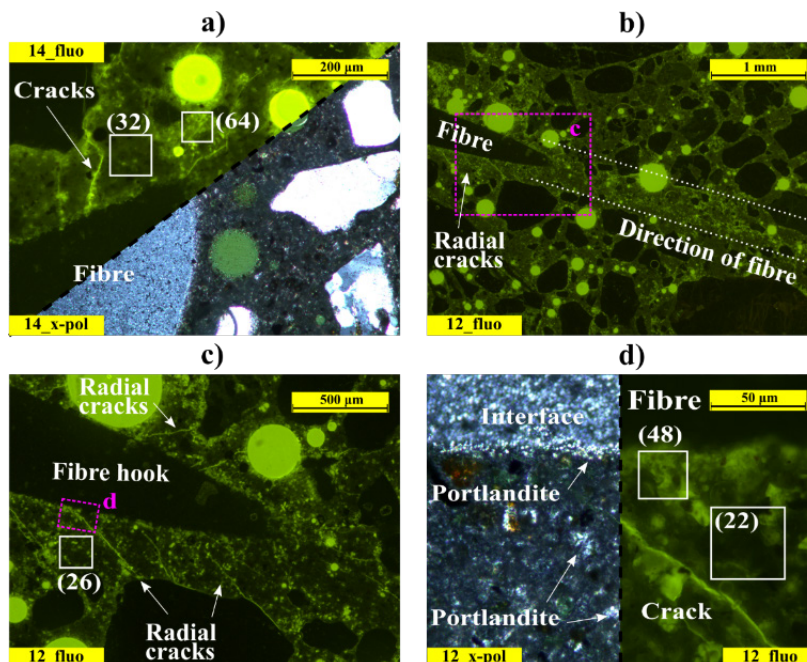 a)
14_fluo
200 µm
Cracks
(32)
(64)
Fibre
14_x-pol
b)
1 mm
Fibre
c
Radial
cracks
Direction of fibre
12_fluo
c)
Radial
cracks
500 µm
Fibre hook
d
(26)
Radial
cracks
12_fluo
d)
Interface
Fibre
50 µm
(48)
Portlandite
(22)
Portlandite
Crack
12_x-pol
12_fluo